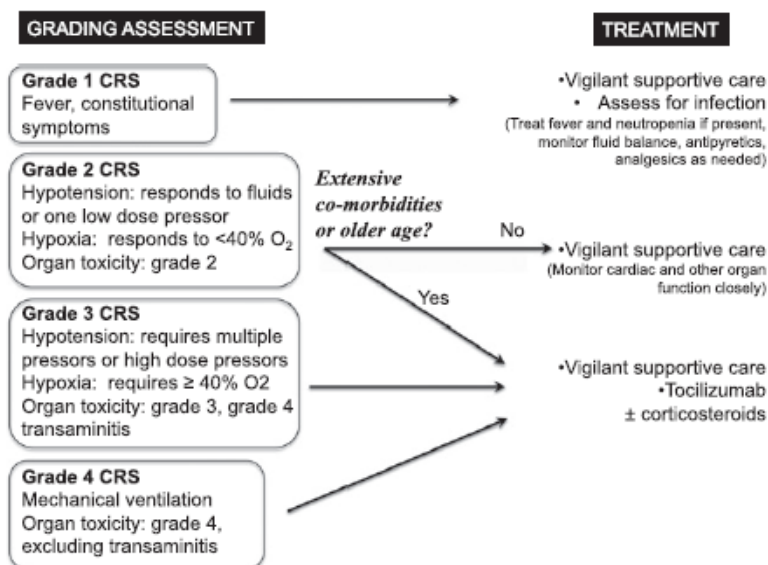 GRADING ASSESSMENT
TREATMENT
Grade 1 CRS
Fever, constitutional
symptoms
•Vigilant supportive care
• Assess for infection
(Treat fever and neutropenia if present,
monitor fluid balance, antipyretics,
analgesics as needed)
Grade 2 CRS
Hypotension: responds to fluids
or one low dose pressor
Hypoxia: responds to <40% O₂
Organ toxicity: grade 2
Extensive
co-morbidities
or older age?
No
Yes
•Vigilant supportive care
(Monitor cardiac and other organ
function closely)
Grade 3 CRS
Hypotension: requires multiple
pressors or high dose pressors
Hypoxia: requires ≥ 40% O2
Organ toxicity: grade 3, grade 4
transaminitis
•Vigilant supportive care
•Tocilizumab
± corticosteroids
Grade 4 CRS
Mechanical ventilation
Organ toxicity: grade 4,
excluding transaminitis